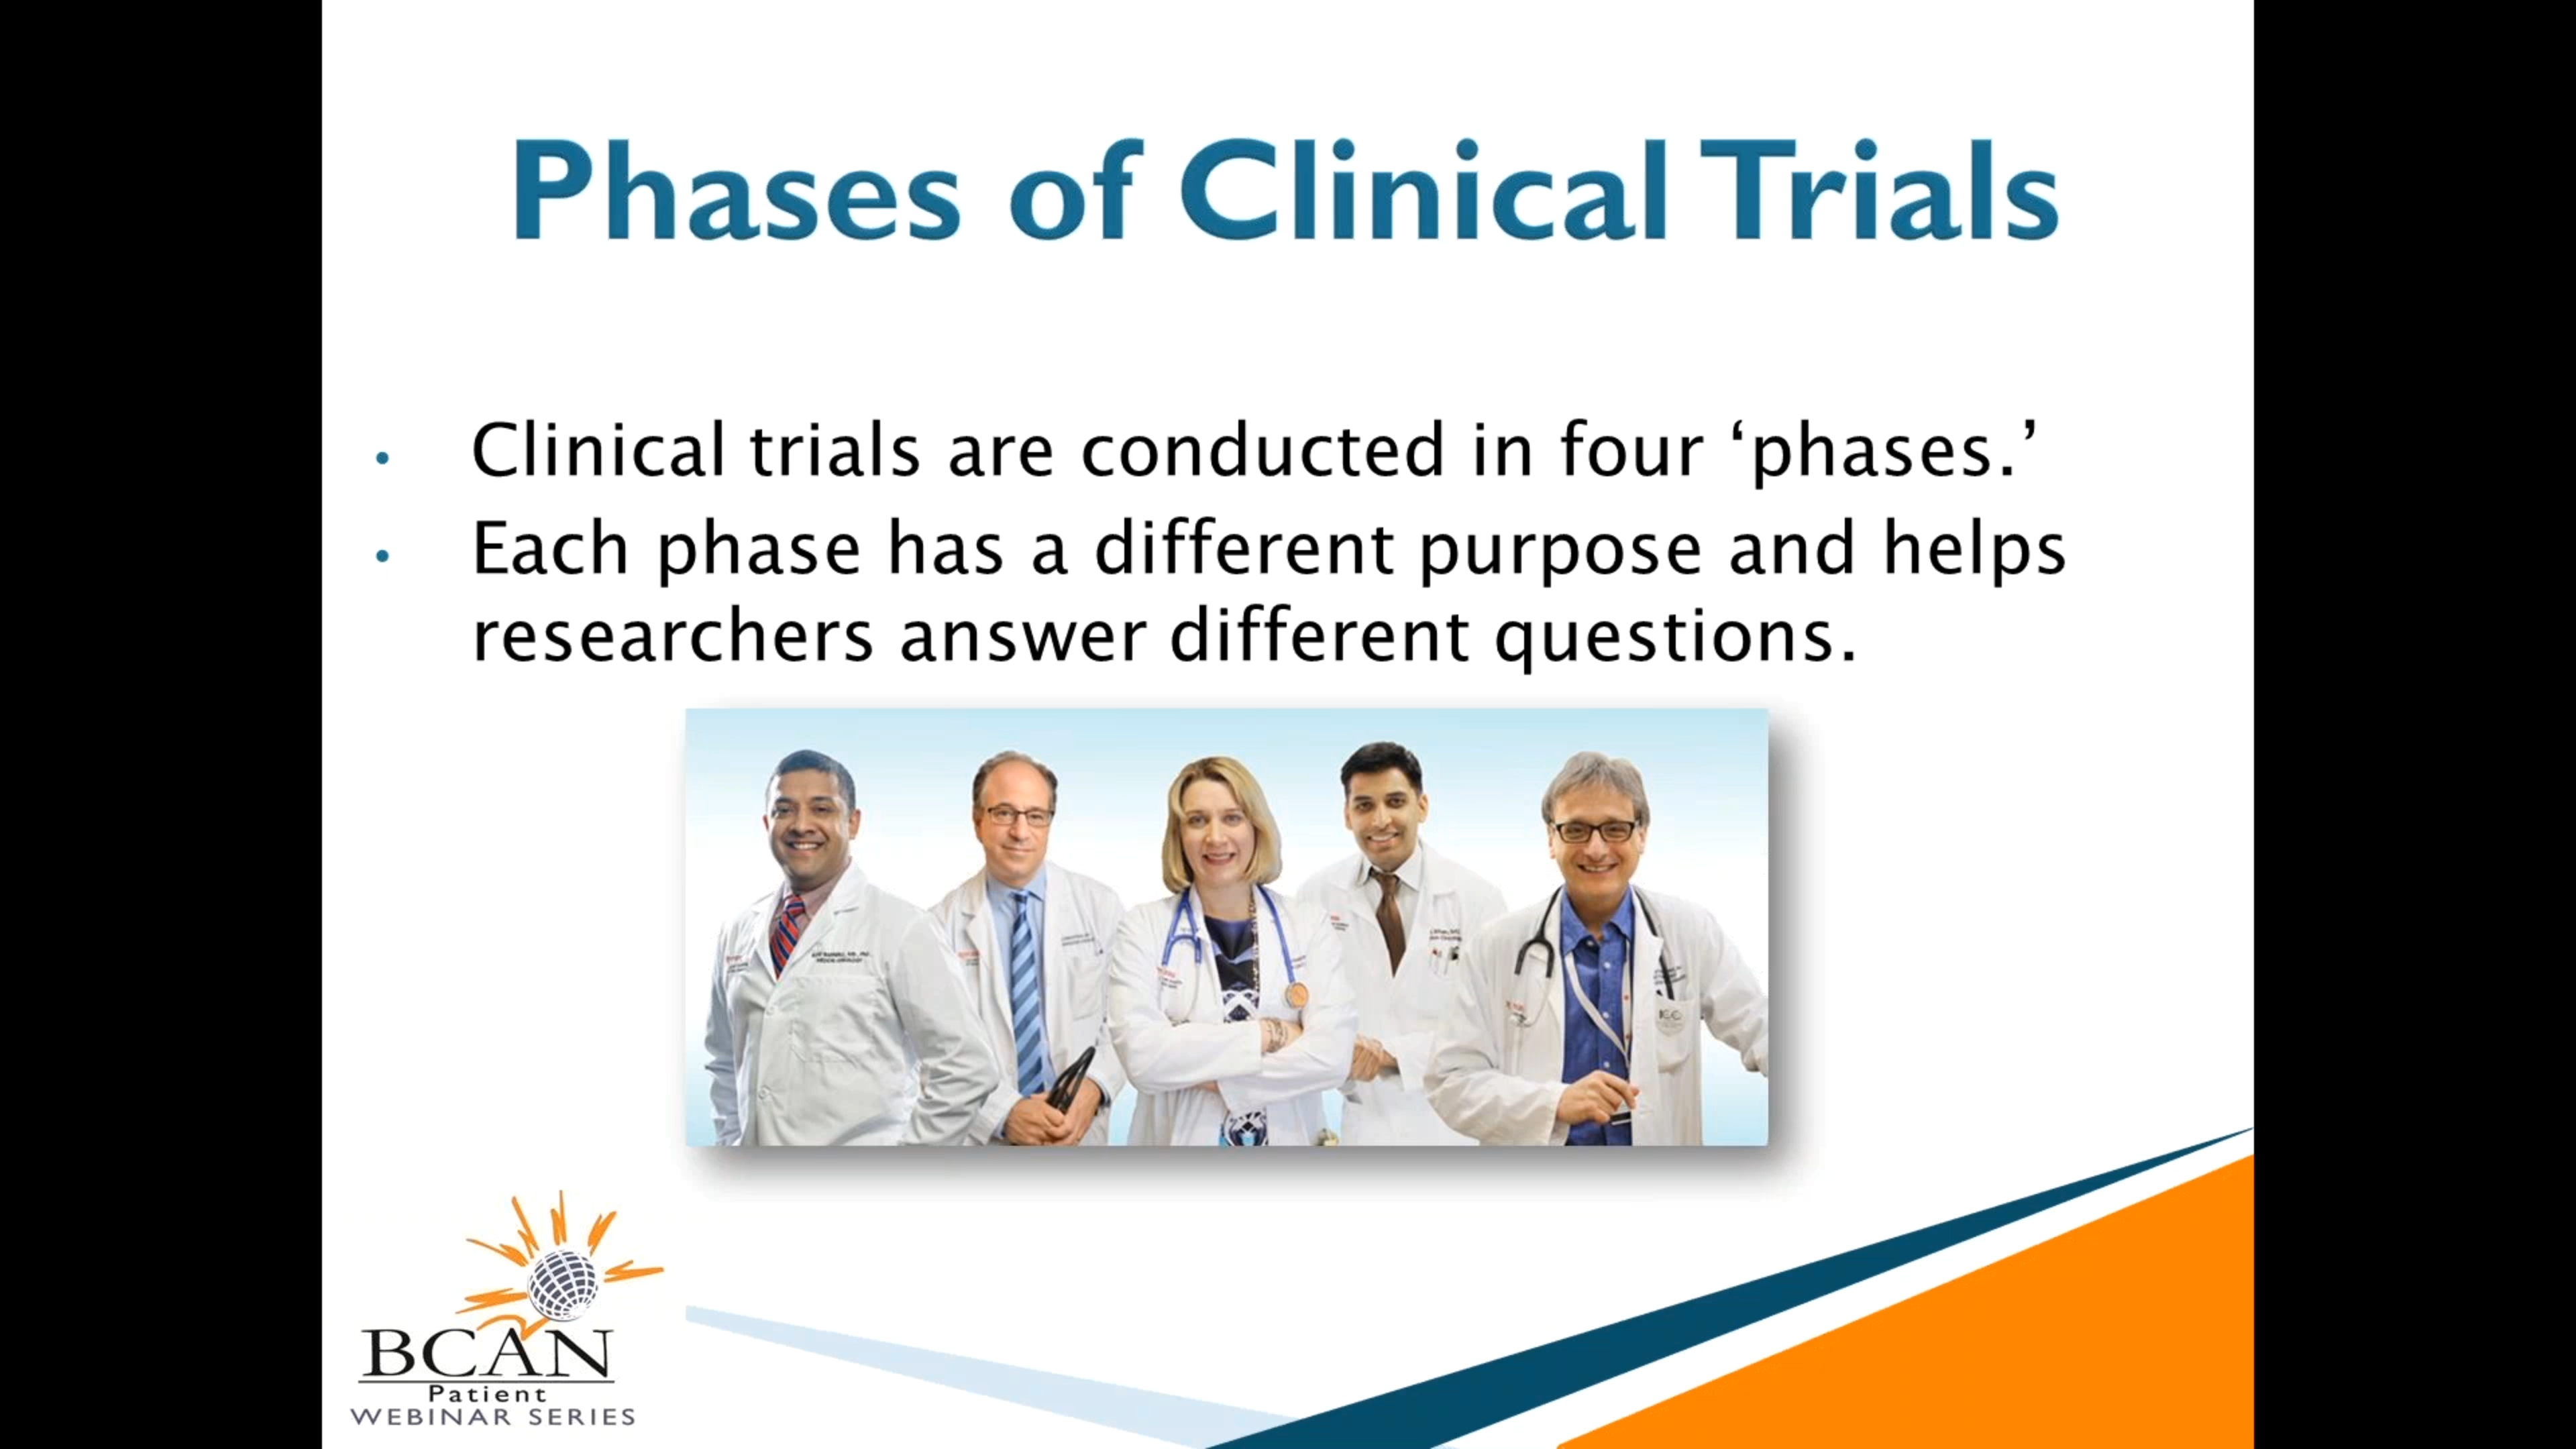 Phases of Clinical Trials
• Clinical trials are conducted in four ‘phases.’
• Each phase has a different purpose and helps
researchers answer different questions.
BCAN
Patient
WEBINAR SERIES